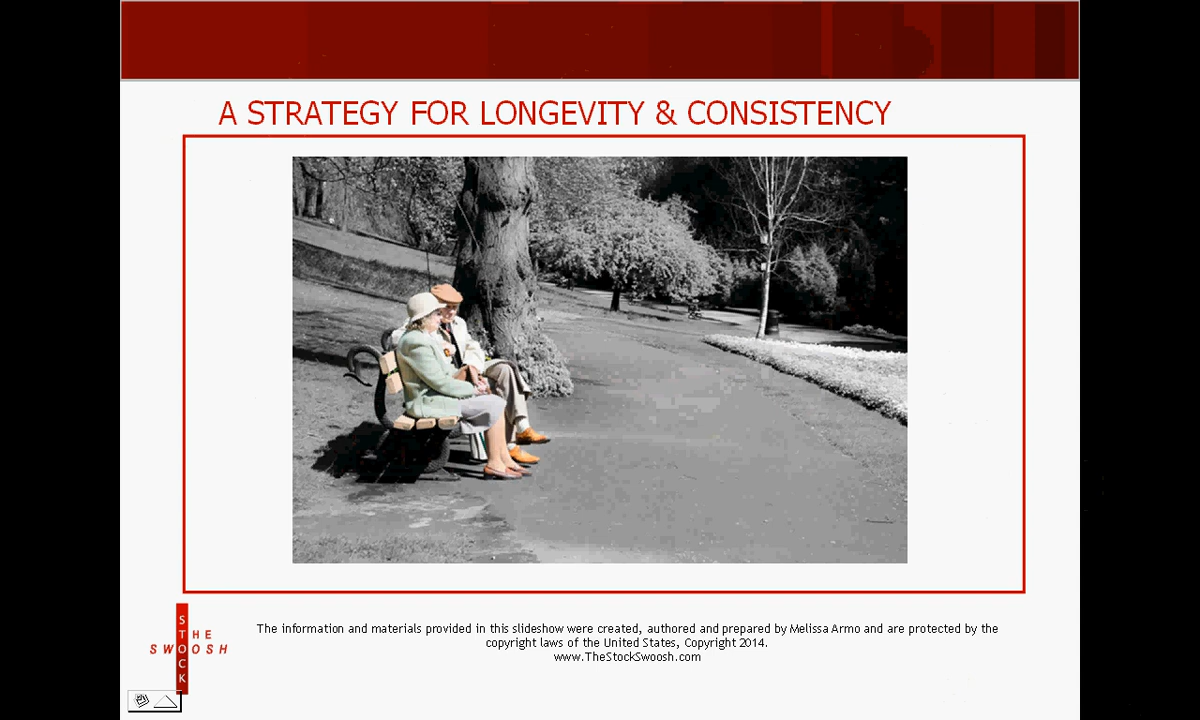 A STRATEGY FOR LONGEVITY & CONSISTENCY
THE
SWOOSH
STOCK
The information and materials provided in this slideshow were created, authored and prepared by Melissa Armo and are protected by the
copyright laws of the United States, Copyright 2014.
www.TheStockSwoosh.com